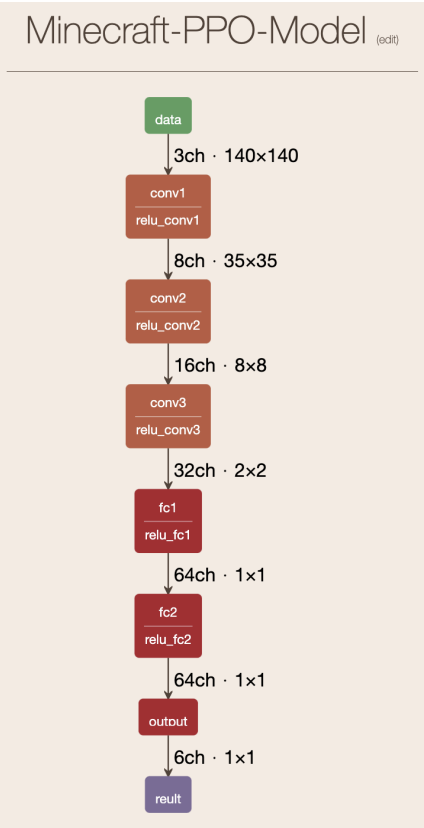 Minecraft-PPO-Model (edit)
data
3ch · 140×140
conv1
relu_conv1
8ch · 35×35
conv2
relu_conv2
16ch · 8×8
conv3
relu_conv3
32ch · 2×2
fc1
relu_fc1
64ch · 1×1
fc2
relu_fc2
64ch · 1×1
output
6ch · 1×1
reult